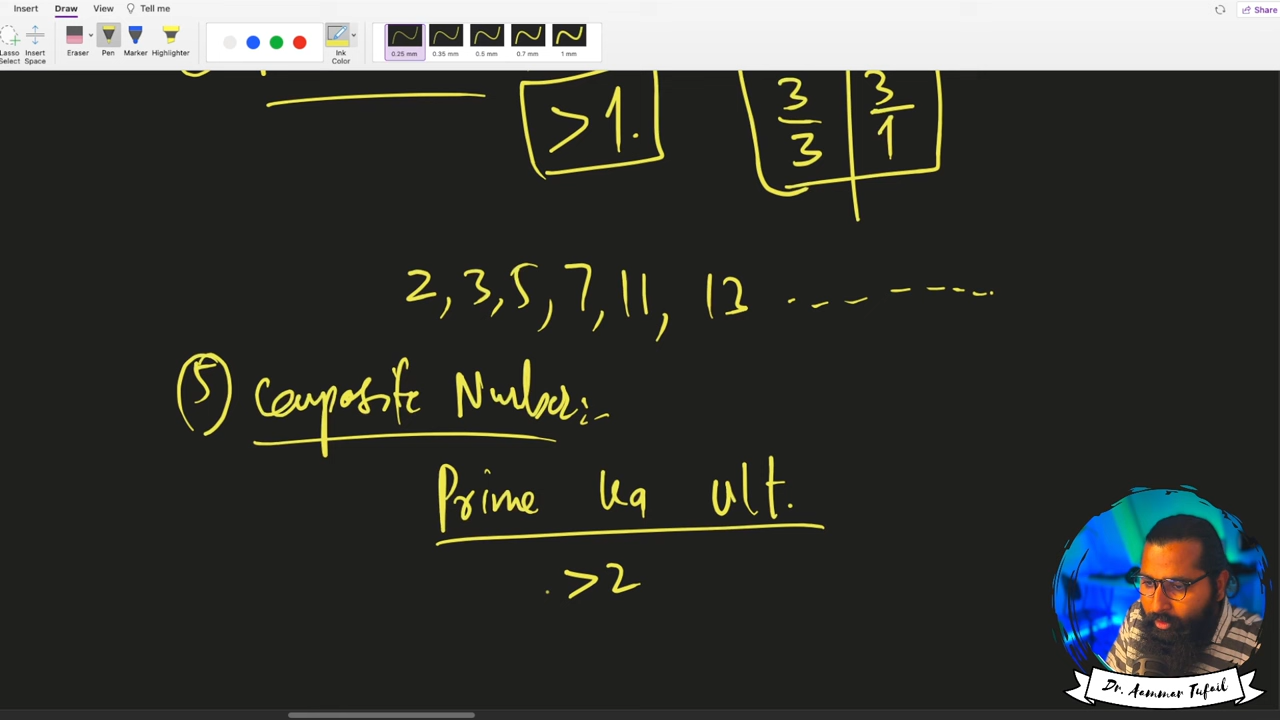 Insert Draw View Tell me
Share
Lasso Select
Insert Space
Eraser
Pen
Marker
Highlighter
Ink Color
0.25 mm
0.35 mm
0.5 mm
0.7 mm
1 mm
>1.
3/3
3/1
2, 3, 5, 7, 11, 13 ..........
(5) Composite Number:-
Prime ka ult.
>2
Dr. Aammar Tufail